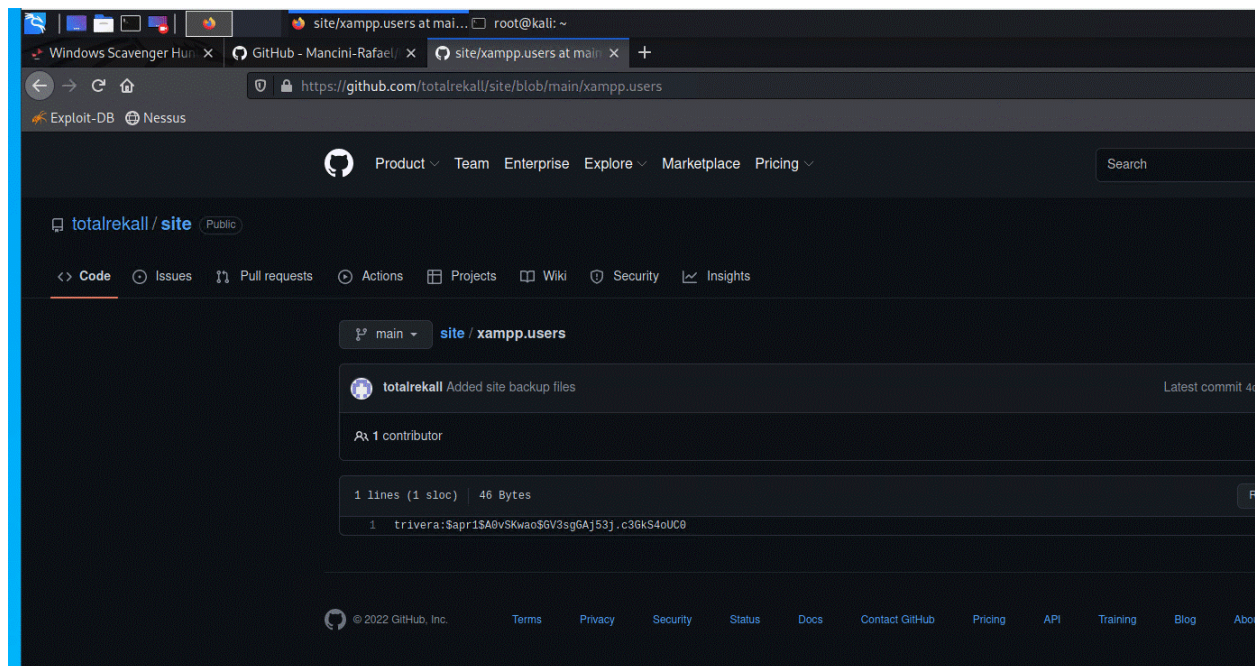 site/xampp.users at mai… root@kali: ~
Windows Scavenger Hun GitHub - Mancini-Rafael/ site/xampp.users at main
https://github.com/totalrekall/site/blob/main/xampp.users
Exploit-DB Nessus
Product Team Enterprise Explore Marketplace Pricing Search
totalrekall / site Public
<> Code Issues Pull requests Actions Projects Wiki Security Insights
main site / xampp.users
totalrekall Added site backup files Latest commit 4
1 contributor
1 lines (1 sloc) 46 Bytes R
1 trivera:$apr1$A0vSKwao$GV3sgGAj53j.c3GkS4oUC0
© 2022 GitHub, Inc. Terms Privacy Security Status Docs Contact GitHub Pricing API Training Blog Abou